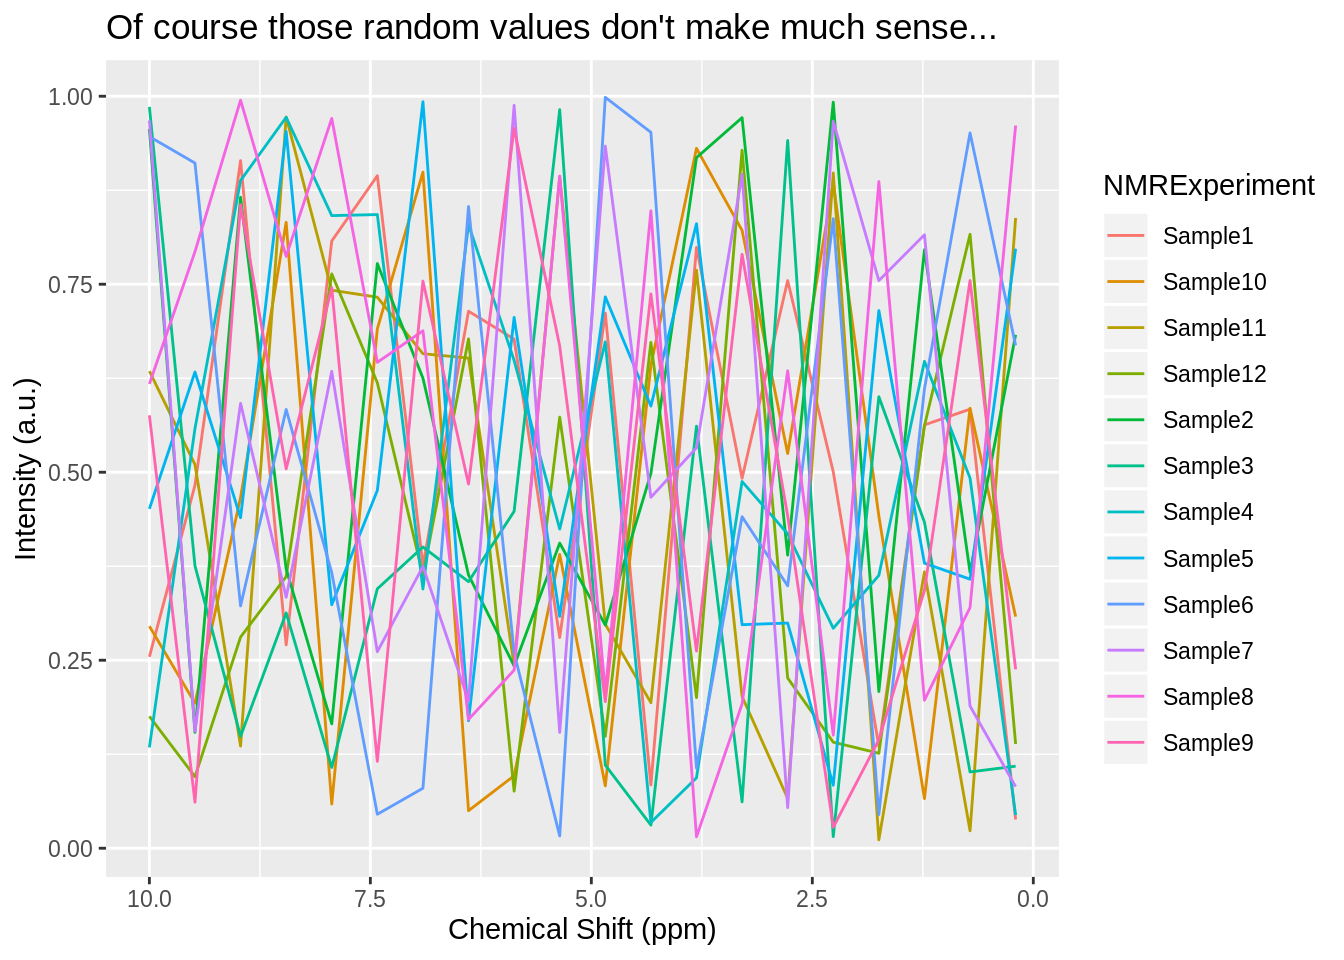 Of course those random values don't make much sense...
1.00
0.75
0.50
0.25
0.00
Intensity (a.u.)
10.0
7.5
5.0
2.5
0.0
Chemical Shift (ppm)
NMRExperiment
Sample1
Sample10
Sample11
Sample12
Sample2
Sample3
Sample4
Sample5
Sample6
Sample7
Sample8
Sample9